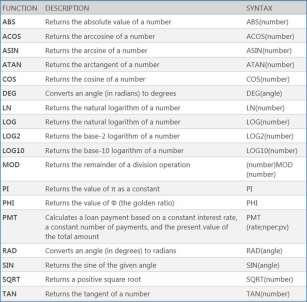 FUNCTION DESCRIPTION SYNTAX
ABS Returns the absolute value of a number ABS(number)
ACOS Returns the arccosine of a number ACOS(number)
ASIN Returns the arcsine of a number ASIN(number)
ATAN Returns the arctangent of a number ATAN(number)
COS Returns the cosine of a number COS(number)
DEG Converts an angle (in radians) to degrees DEG(angle)
LN Returns the natural logarithm of a number LN(number)
LOG Returns the natural logarithm of a number LOG(number)
LOG2 Returns the base-2 logarithm of a number LOG2(number)
LOG10 Returns the base-10 logarithm of a number LOG10(number)
MOD Returns the remainder of a division operation (number)MOD
(number)
PI Returns the value of π as a constant PI
PHI Returns the value of Φ (the golden ratio) PHI
PMT Calculates a loan payment based on a constant interest rate, PMT
a constant number of payments, and the present value of (rate;nper;pv)
the total amount
RAD Converts an angle (in degrees) to radians RAD(angle)
SIN Returns the sine of the given angle SIN(angle)
SQRT Returns a positive square root SQRT(number)
TAN Returns the tangent of a number TAN(number)